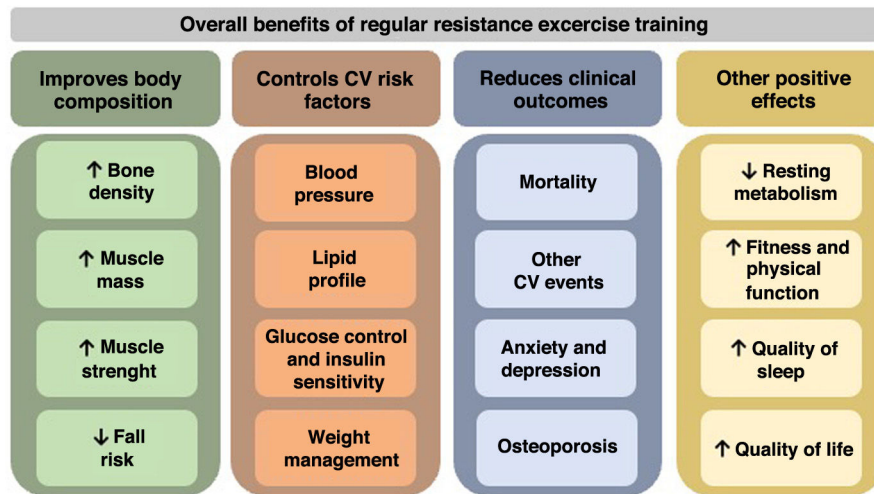 Overall benefits of regular resistance excercise training
Improves body
composition
↑ Bone
density
↑ Muscle
mass
↑ Muscle
strenght
↓ Fall
risk
Controls CV risk
factors
Blood
pressure
Lipid
profile
Glucose control
and insulin
sensitivity
Weight
management
Reduces clinical
outcomes
Mortality
Other
CV events
Anxiety and
depression
Osteoporosis
Other positive
effects
↓ Resting
metabolism
↑ Fitness and
physical
function
↑ Quality of
sleep
↑ Quality of life